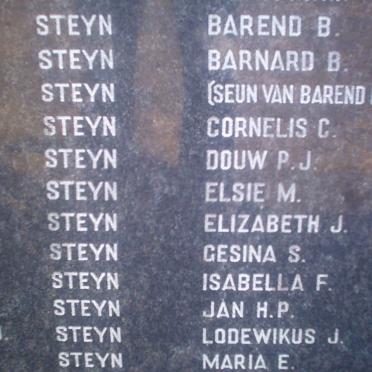 STEYN BAREND B.
STEYN BARNARD B.
STEYN (SEUN VAN BAREND
STEYN CORNELIS C.
STEYN DOUW P.J.
STEYN ELSIE M.
STEYN ELIZABETH J.
STEYN GESINA S.
STEYN ISABELLA F.
STEYN JAN H.P.
STEYN LODEWIKUS J.
STEYN MARIA E.